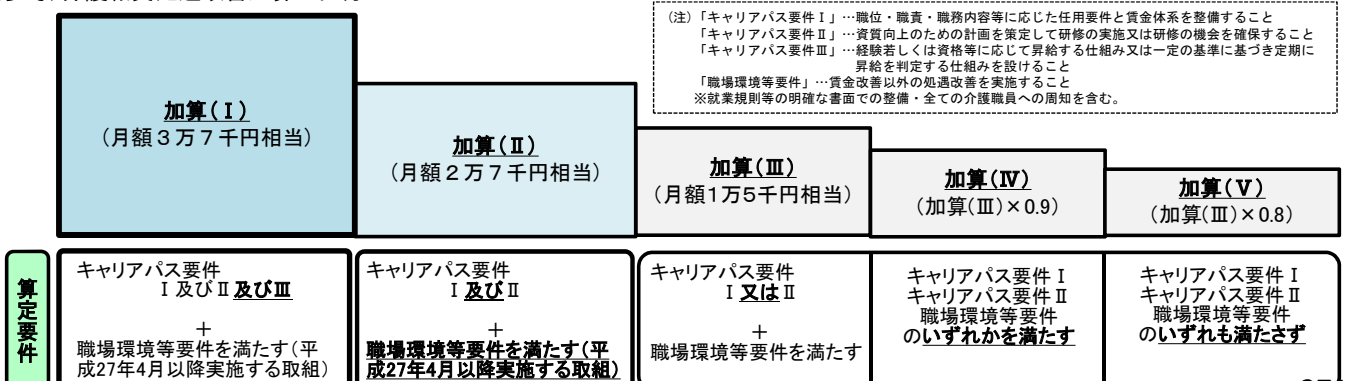 (注)「キャリアパス要件Ⅰ」…職位・職責・職務内容等に応じた任用要件と賃金体系を整備すること
「キャリアパス要件Ⅱ」…資質向上のための計画を策定して研修の実施又は研修の機会を確保すること
「キャリアパス要件Ⅲ」…経験若しくは資格等に応じて昇給する仕組み又は一定の基準に基づき定期に
昇給を判定する仕組みを設けること
「職場環境等要件」…賃金改善以外の処遇改善を実施すること
※就業規則等の明確な書面での整備・全ての介護職員への周知を含む。
加算(Ⅰ)
(月額3万7千円相当)
加算(Ⅱ)
(月額2万7千円相当)
加算(Ⅲ)
(月額1万5千円相当)
加算(Ⅳ)
(加算(Ⅲ)×0.9)
加算(Ⅴ)
(加算(Ⅲ)×0.8)
算定要件
キャリアパス要件
Ⅰ及びⅡ及びⅢ
+
職場環境等要件を満たす(平
成27年4月以降実施する取組)
キャリアパス要件
Ⅰ及びⅡ
+
職場環境等要件を満たす(平
成27年4月以降実施する取組)
キャリアパス要件
Ⅰ又はⅡ
+
職場環境等要件を満たす
キャリアパス要件Ⅰ
キャリアパス要件Ⅱ
職場環境等要件
のいずれかを満たす
キャリアパス要件Ⅰ
キャリアパス要件Ⅱ
職場環境等要件
のいずれも満たさず